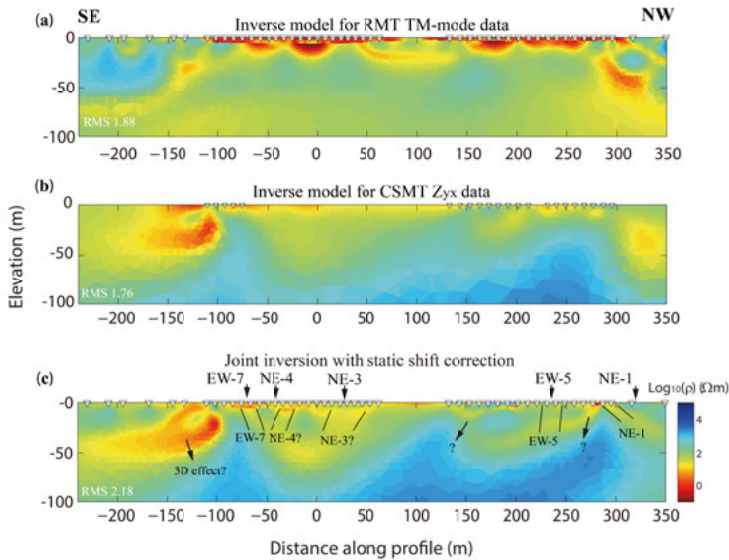 SE NW
(a) Inverse model for RMT TM-mode data
0
-50
-100
RMS 1.88
−200 −150 −100 −50 0 50 100 150 200 250 300 350
(b) Inverse model for CSMT Zyx data
0
-50
-100
RMS 1.76
−200 −150 −100 −50 0 50 100 150 200 250 300 350
Elevation (m)
Joint inversion with static shift correction
EW-7 NE-4 NE-3 EW-5 NE-1
(c)
-0
-50
-100
EW-7 NE-4? NE-3? ? EW-5 ? NE-1
3D effect?
RMS 2.18
−200 −150 −100 −50 0 50 100 150 200 250 300 350
Distance along profile (m)
Log10(ρ) (Ωm)
4
2
0